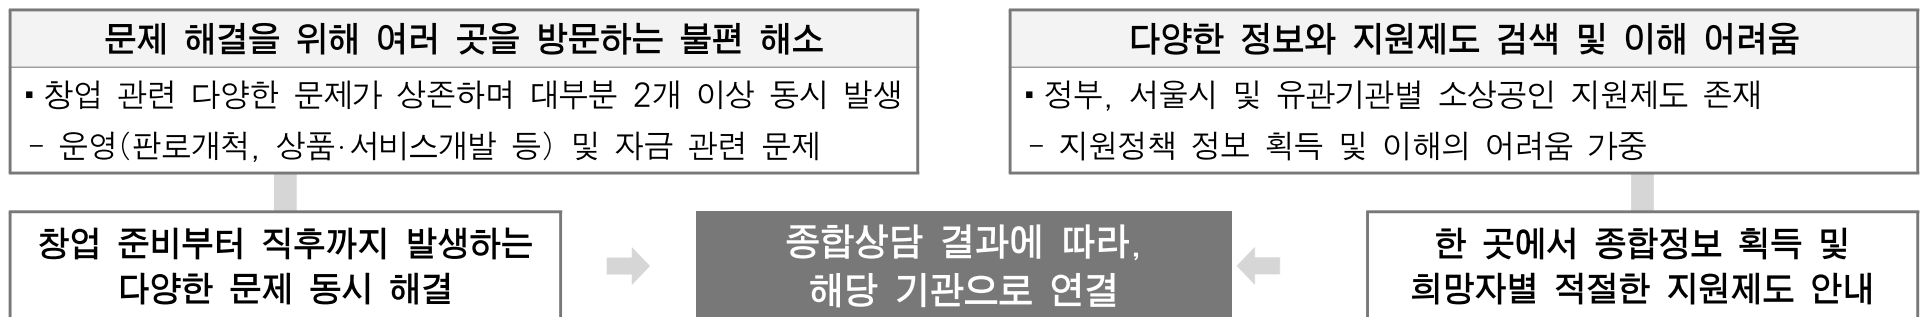 문제 해결을 위해 여러 곳을 방문하는 불편 해소
▪ 창업 관련 다양한 문제가 상존하며 대부분 2개 이상 동시 발생
- 운영(판로개척, 상품·서비스개발 등) 및 자금 관련 문제
다양한 정보와 지원제도 검색 및 이해 어려움
▪ 정부, 서울시 및 유관기관별 소상공인 지원제도 존재
- 지원정책 정보 획득 및 이해의 어려움 가중
창업 준비부터 직후까지 발생하는
다양한 문제 동시 해결
종합상담 결과에 따라,
해당 기관으로 연결
한 곳에서 종합정보 획득 및
희망자별 적절한 지원제도 안내